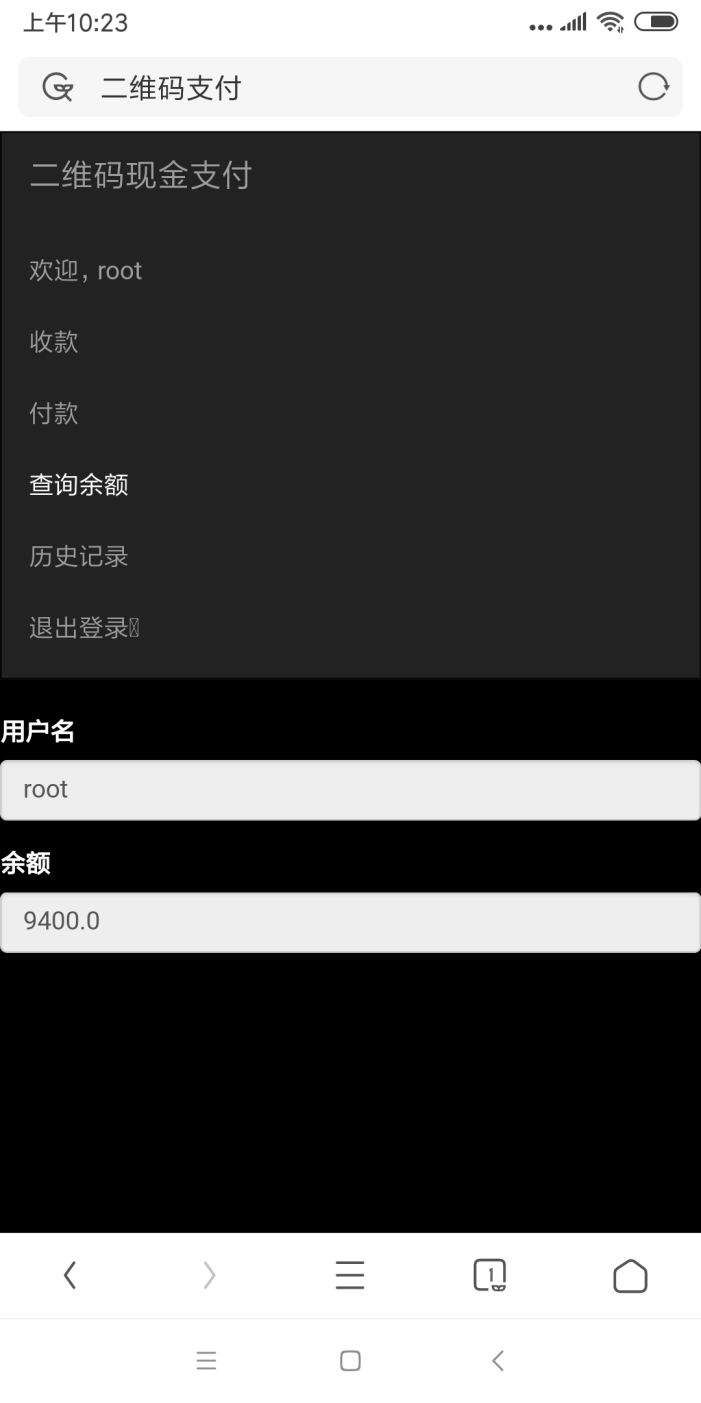 上午10:23
二维码支付
二维码现金支付
欢迎, root
收款
付款
查询余额
历史记录
退出登录
用户名
root
余额
9400.0
1